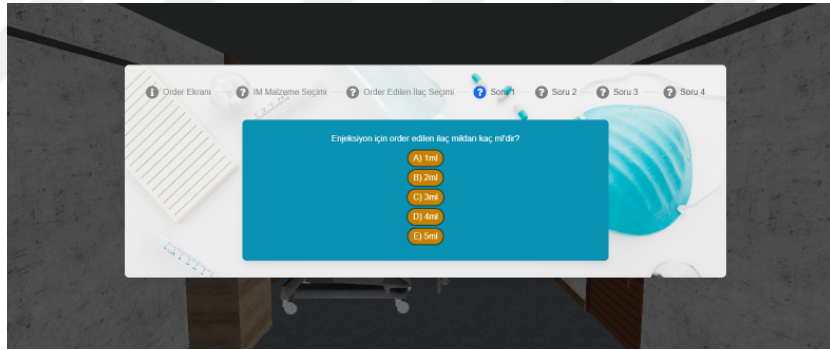 Order Ekranı
IM Malzeme Seçimi
Order Edilen İlaç Seçimi
Soru 1
Soru 2
Soru 3
Soru 4
Enjeksiyon için order edilen ilaç miktarı kaç ml'dir?
A) 1ml
B) 2ml
C) 3ml
D) 4ml
E) 5ml